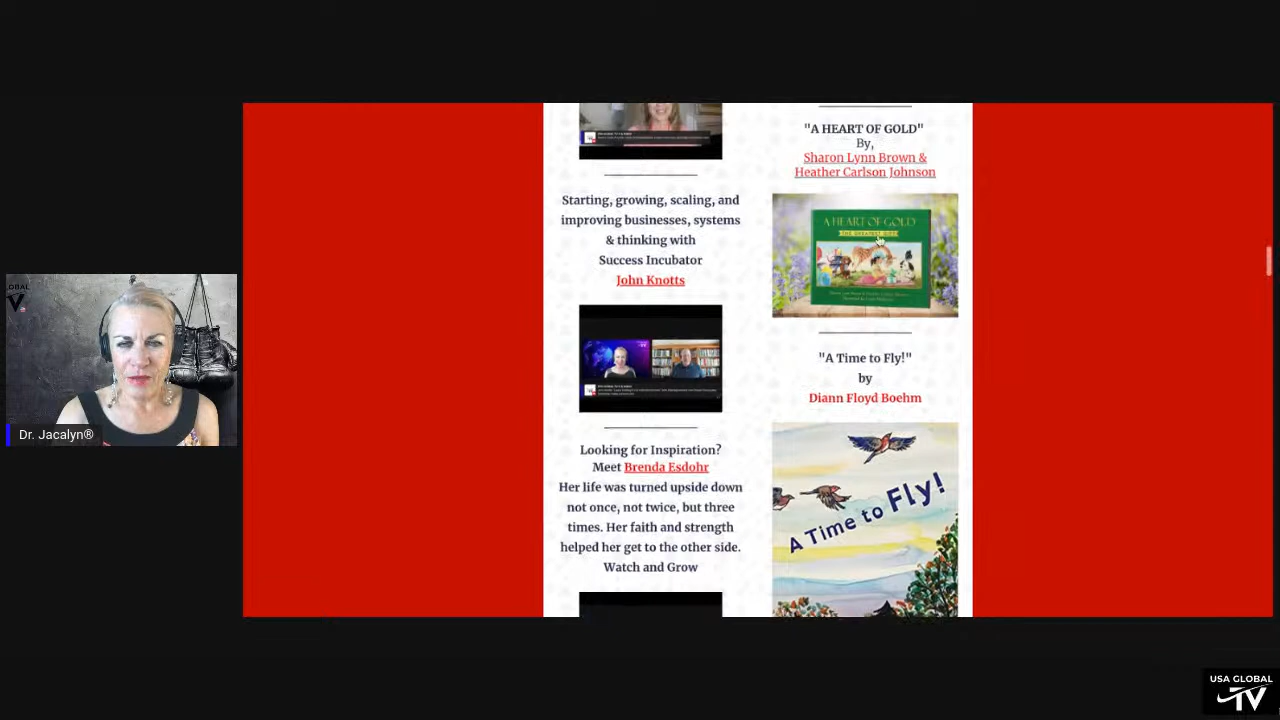 "A HEART OF GOLD"
By,
Sharon Lynn Brown &
Heather Carlson Johnson
A HEART OF GOLD
Starting, growing, scaling, and
improving businesses, systems
& thinking with
Success Incubator
John Knotts
"A Time to Fly!"
by
Diann Floyd Boehm
A Time to Fly!
Looking for Inspiration?
Meet Brenda Esdohr
Her life was turned upside down
not once, not twice, but three
times. Her faith and strength
helped her get to the other side.
Watch and Grow
Dr. Jacalyn®
USA GLOBAL
TV